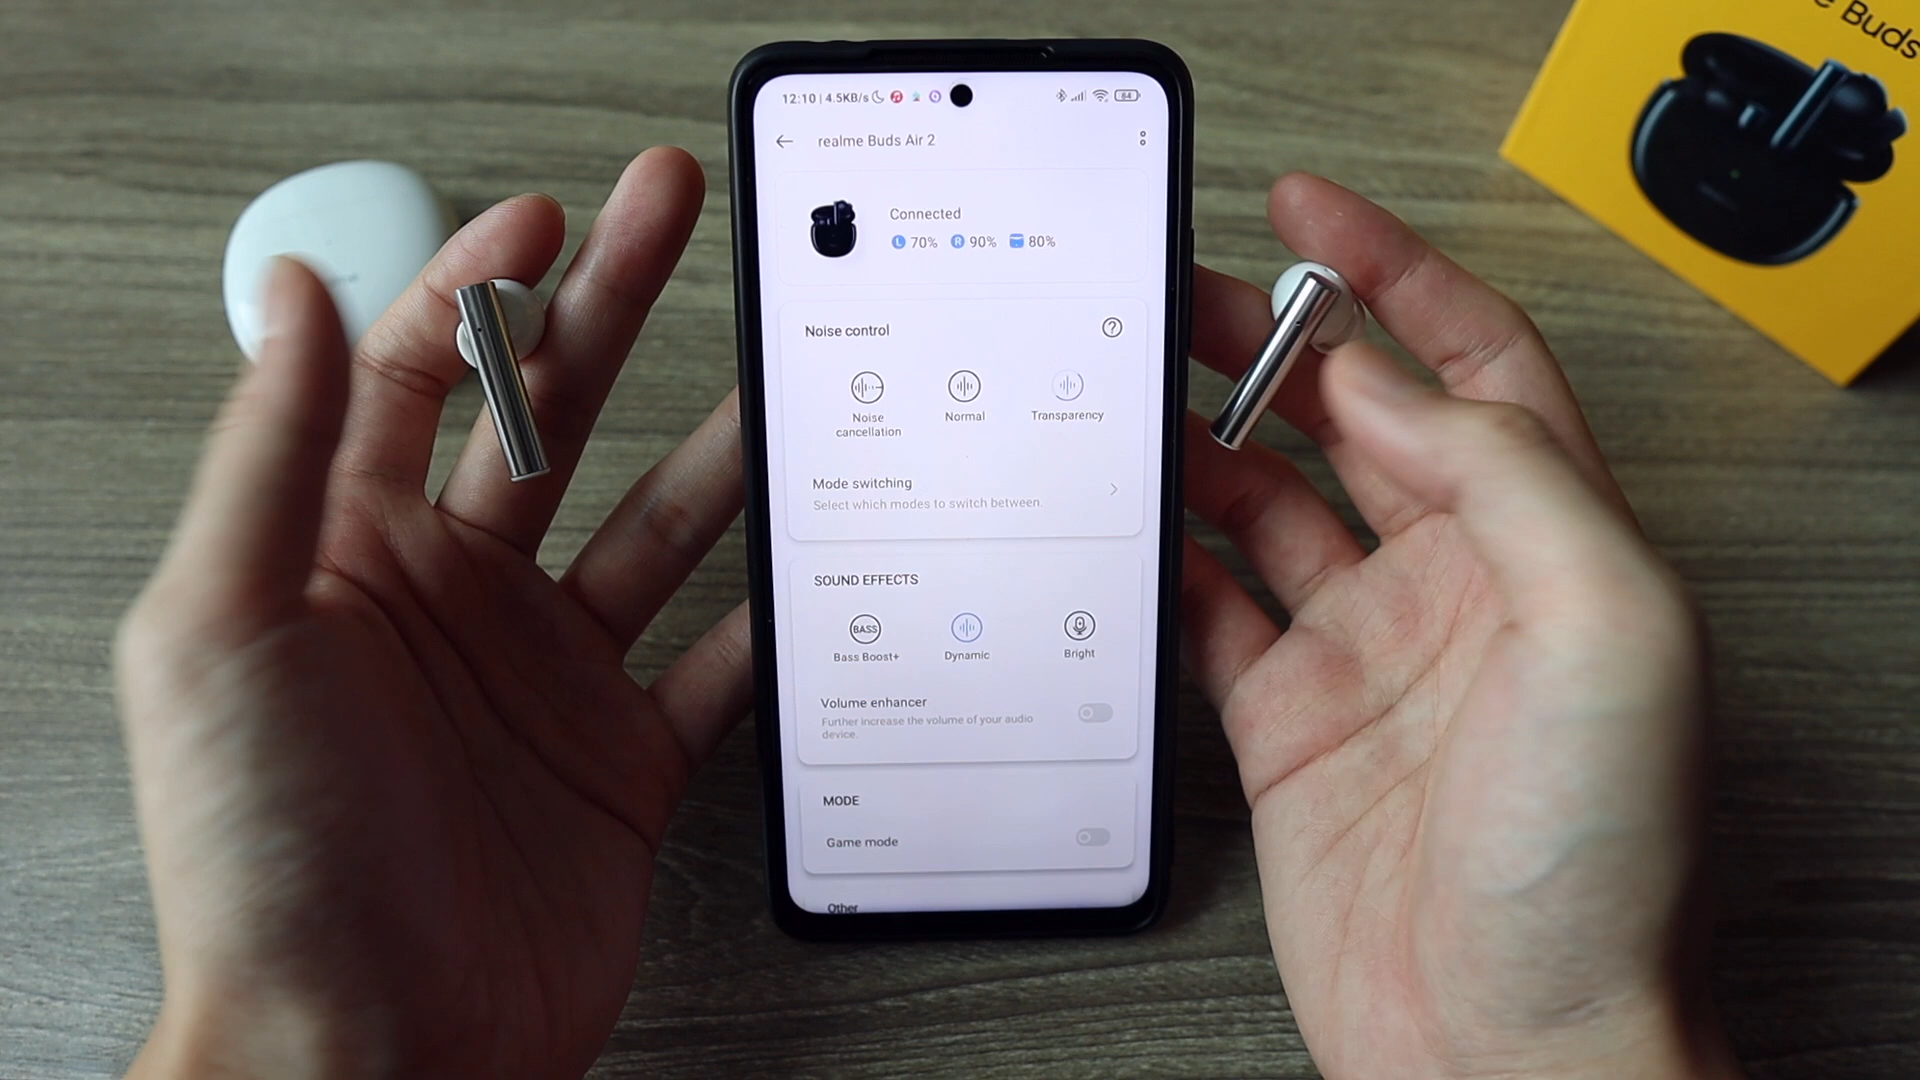 12:10 | 4.5KB/s
64
realme Buds Air 2
Connected
L 70% R 90% 80%
Noise control
?
Noise cancellation
Normal
Transparency
Mode switching
Select which modes to switch between.
SOUND EFFECTS
BASS
Bass Boost+
Dynamic
Bright
Volume enhancer
Further increase the volume of your audio
device.
MODE
Game mode
Other
e Buds